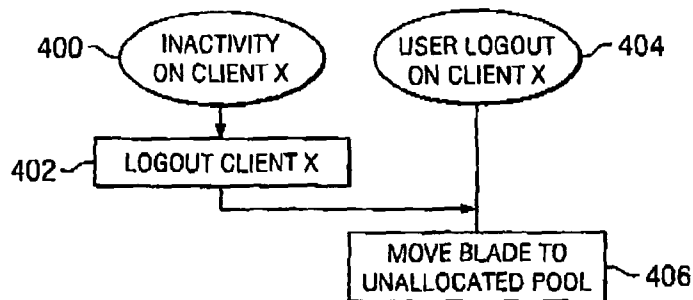 400
INACTIVITY
ON CLIENT X
USER LOGOUT
ON CLIENT X
404
402
LOGOUT CLIENT X
MOVE BLADE TO
UNALLOCATED POOL
406